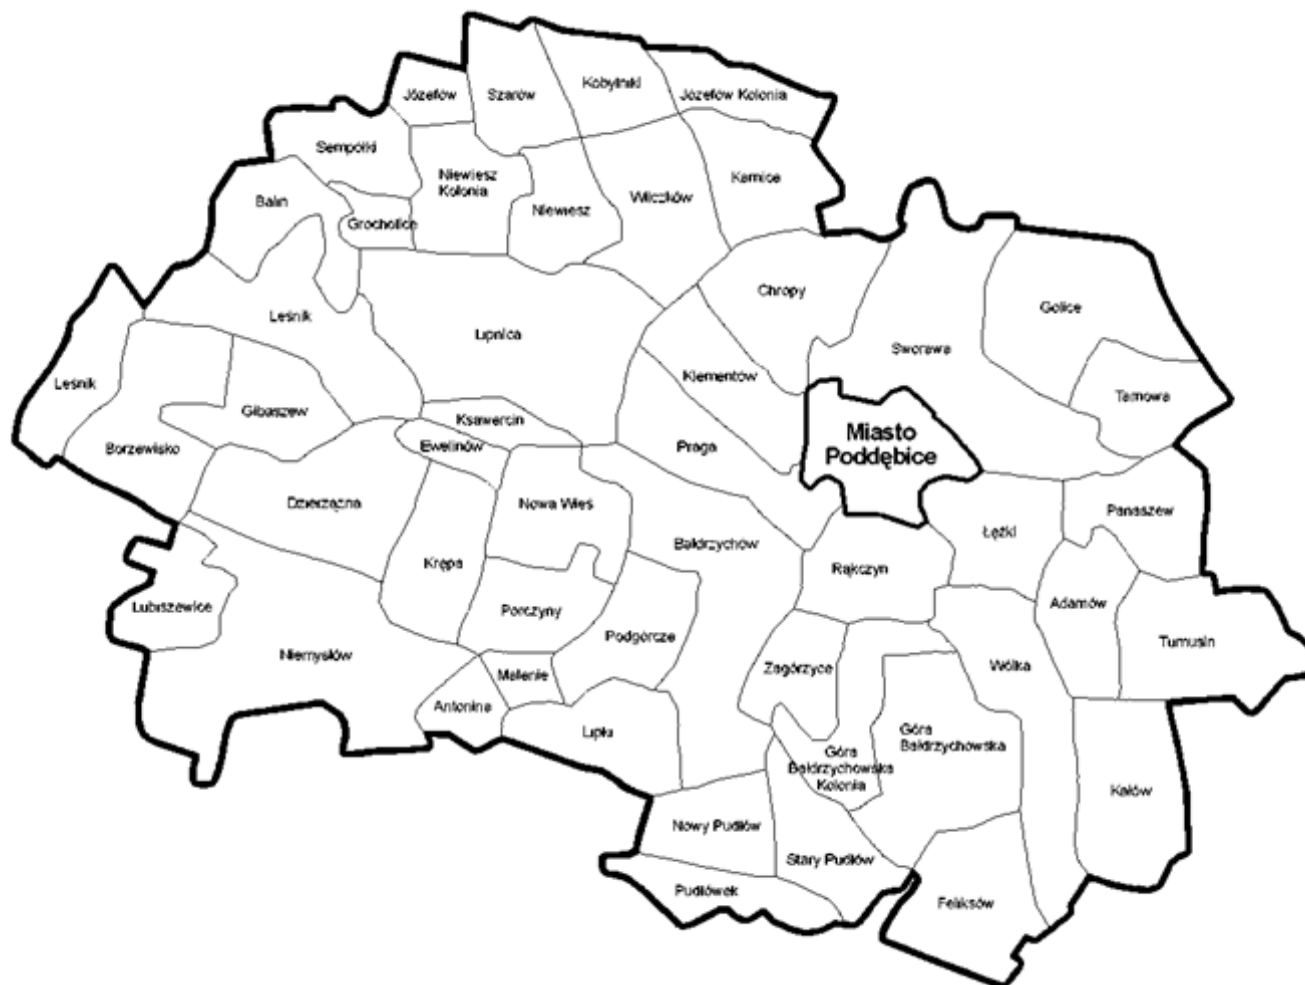 Kobylniki
Józefów
Szarów
Józefów Kolonia
Sempółki
Niewiesz
Kolonia
Karnice
Balin
Wilczków
Grocholice
Niewiesz
Chropy
Golice
Leśnik
Lipnica
Sworawa
Leśnik
Klementów
Tarnowa
Gibaszew
Ksawercin
Miasto
Poddębice
Borzewisko
Ewelinów
Praga
Dzierzązna
Nowa Wieś
Panaszew
Bałdrzychów
Łężki
Krępa
Rąkczyn
Lubiszewice
Porczyny
Adamów
Podgórcze
Tumusin
Niemysłów
Zagórzyce
Wólka
Malenie
Antonina
Lipki
Góra
Bałdrzychowska
Góra
Bałdrzychowska
Kolonia
Kałów
Nowy Pudłów
Stary Pudłów
Pudłówek
Feliksów